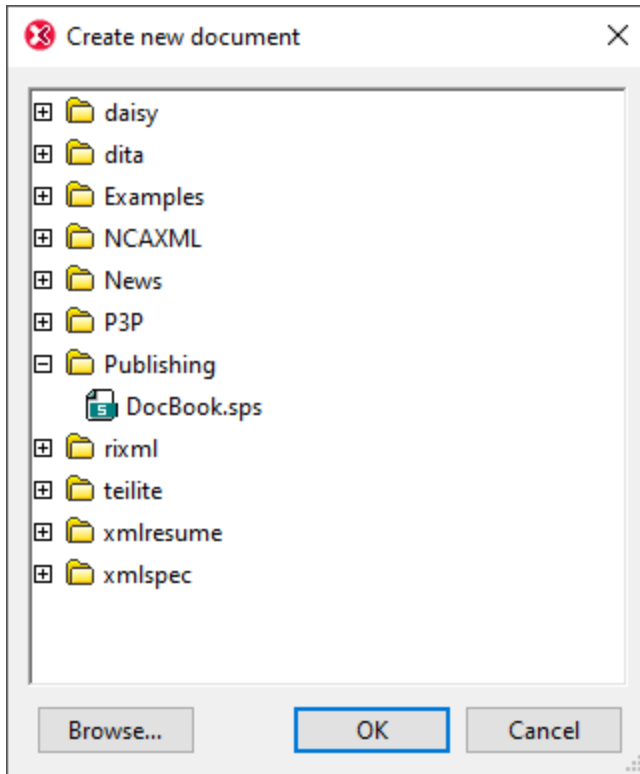 Create new document
daisy
dita
Examples
NCAXML
News
P3P
Publishing
DocBook.sps
rixml
teilite
xmlresume
xmlspec
Browse... OK Cancel